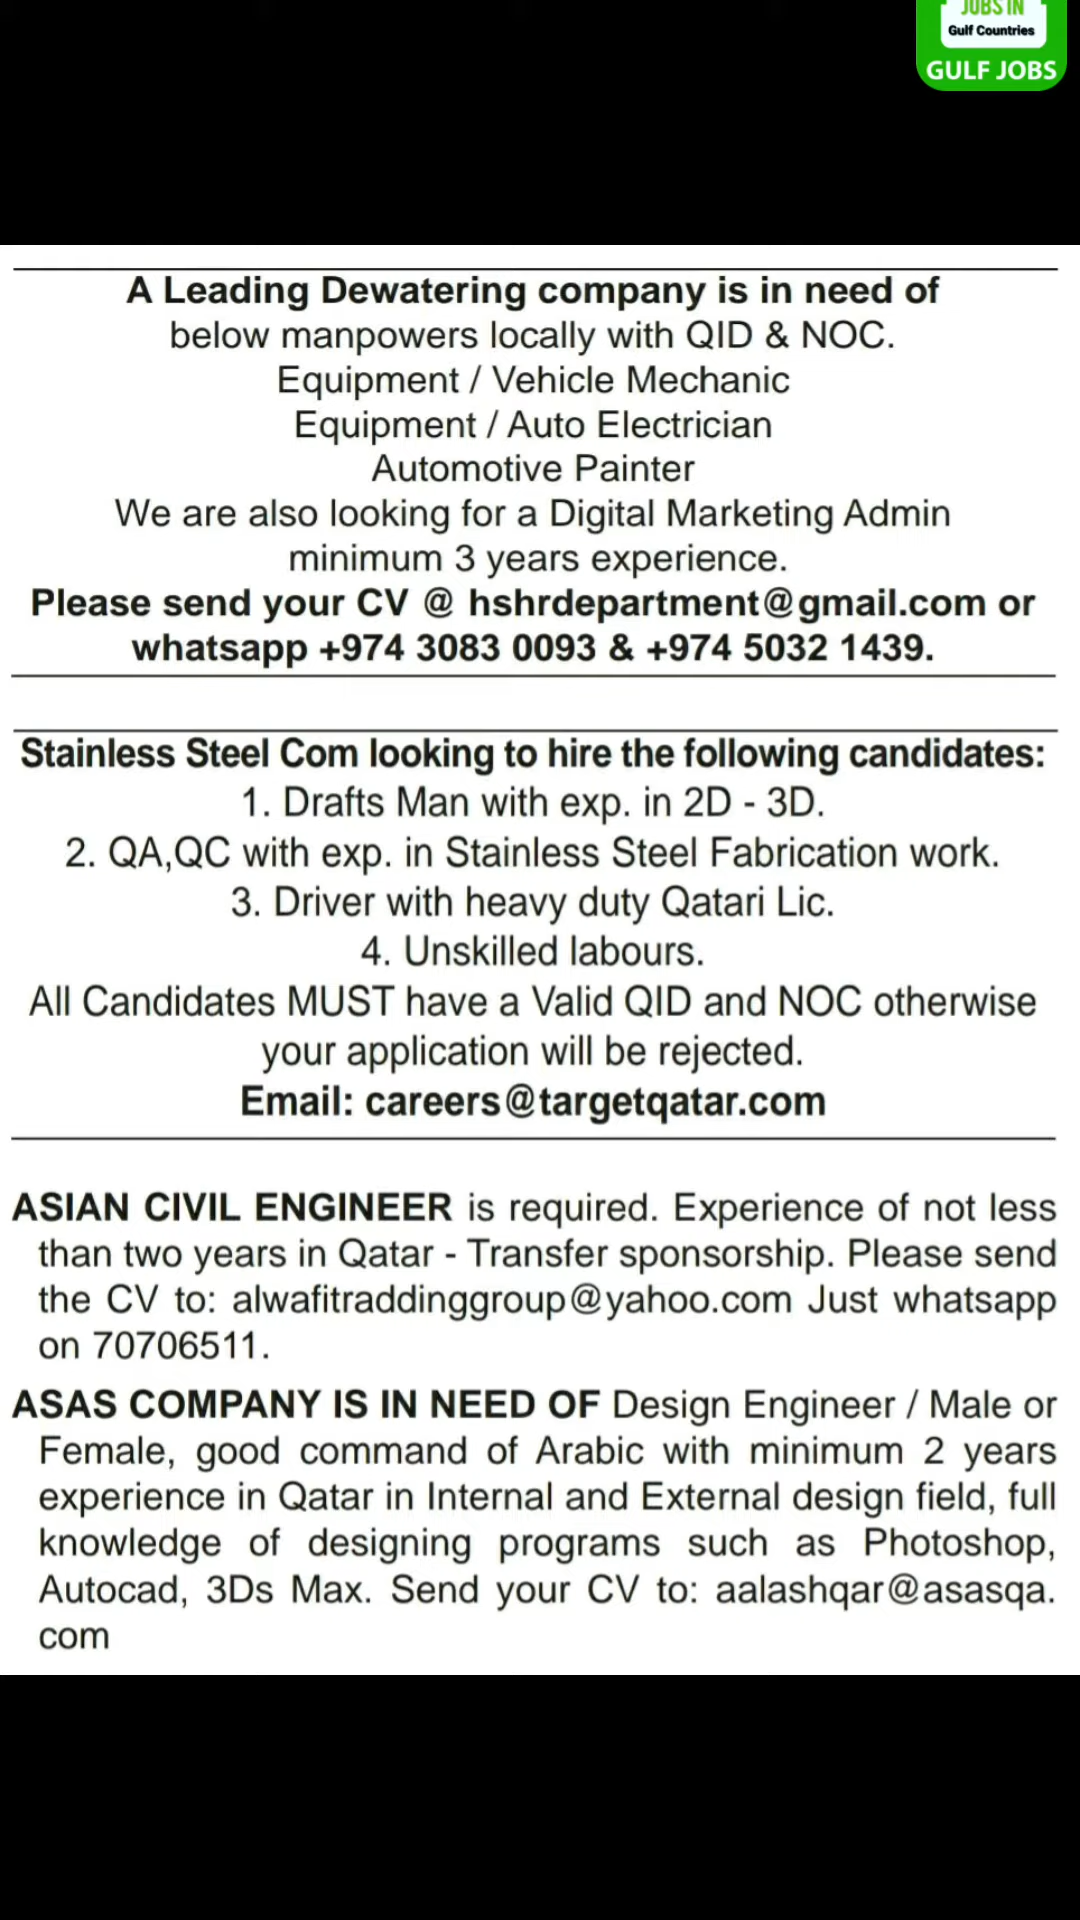 JOBS IN
Gulf Countries
GULF JOBS
A Leading Dewatering company is in need of
below manpowers locally with QID & NOC.
Equipment / Vehicle Mechanic
Equipment / Auto Electrician
Automotive Painter
We are also looking for a Digital Marketing Admin
minimum 3 years experience.
Please send your CV @ hshrdepartment@gmail.com or
whatsapp +974 3083 0093 & +974 5032 1439.
Stainless Steel Com looking to hire the following candidates:
1. Drafts Man with exp. in 2D - 3D.
2. QA,QC with exp. in Stainless Steel Fabrication work.
3. Driver with heavy duty Qatari Lic.
4. Unskilled labours.
All Candidates MUST have a Valid QID and NOC otherwise
your application will be rejected.
Email: careers@targetqatar.com
ASIAN CIVIL ENGINEER is required. Experience of not less
than two years in Qatar - Transfer sponsorship. Please send
the CV to: alwafitraddinggroup@yahoo.com Just whatsapp
on 70706511.
ASAS COMPANY IS IN NEED OF Design Engineer / Male or
Female, good command of Arabic with minimum 2 years
experience in Qatar in Internal and External design field, full
knowledge of designing programs such as Photoshop,
Autocad, 3Ds Max. Send your CV to: aalashqar@asasqa.
com